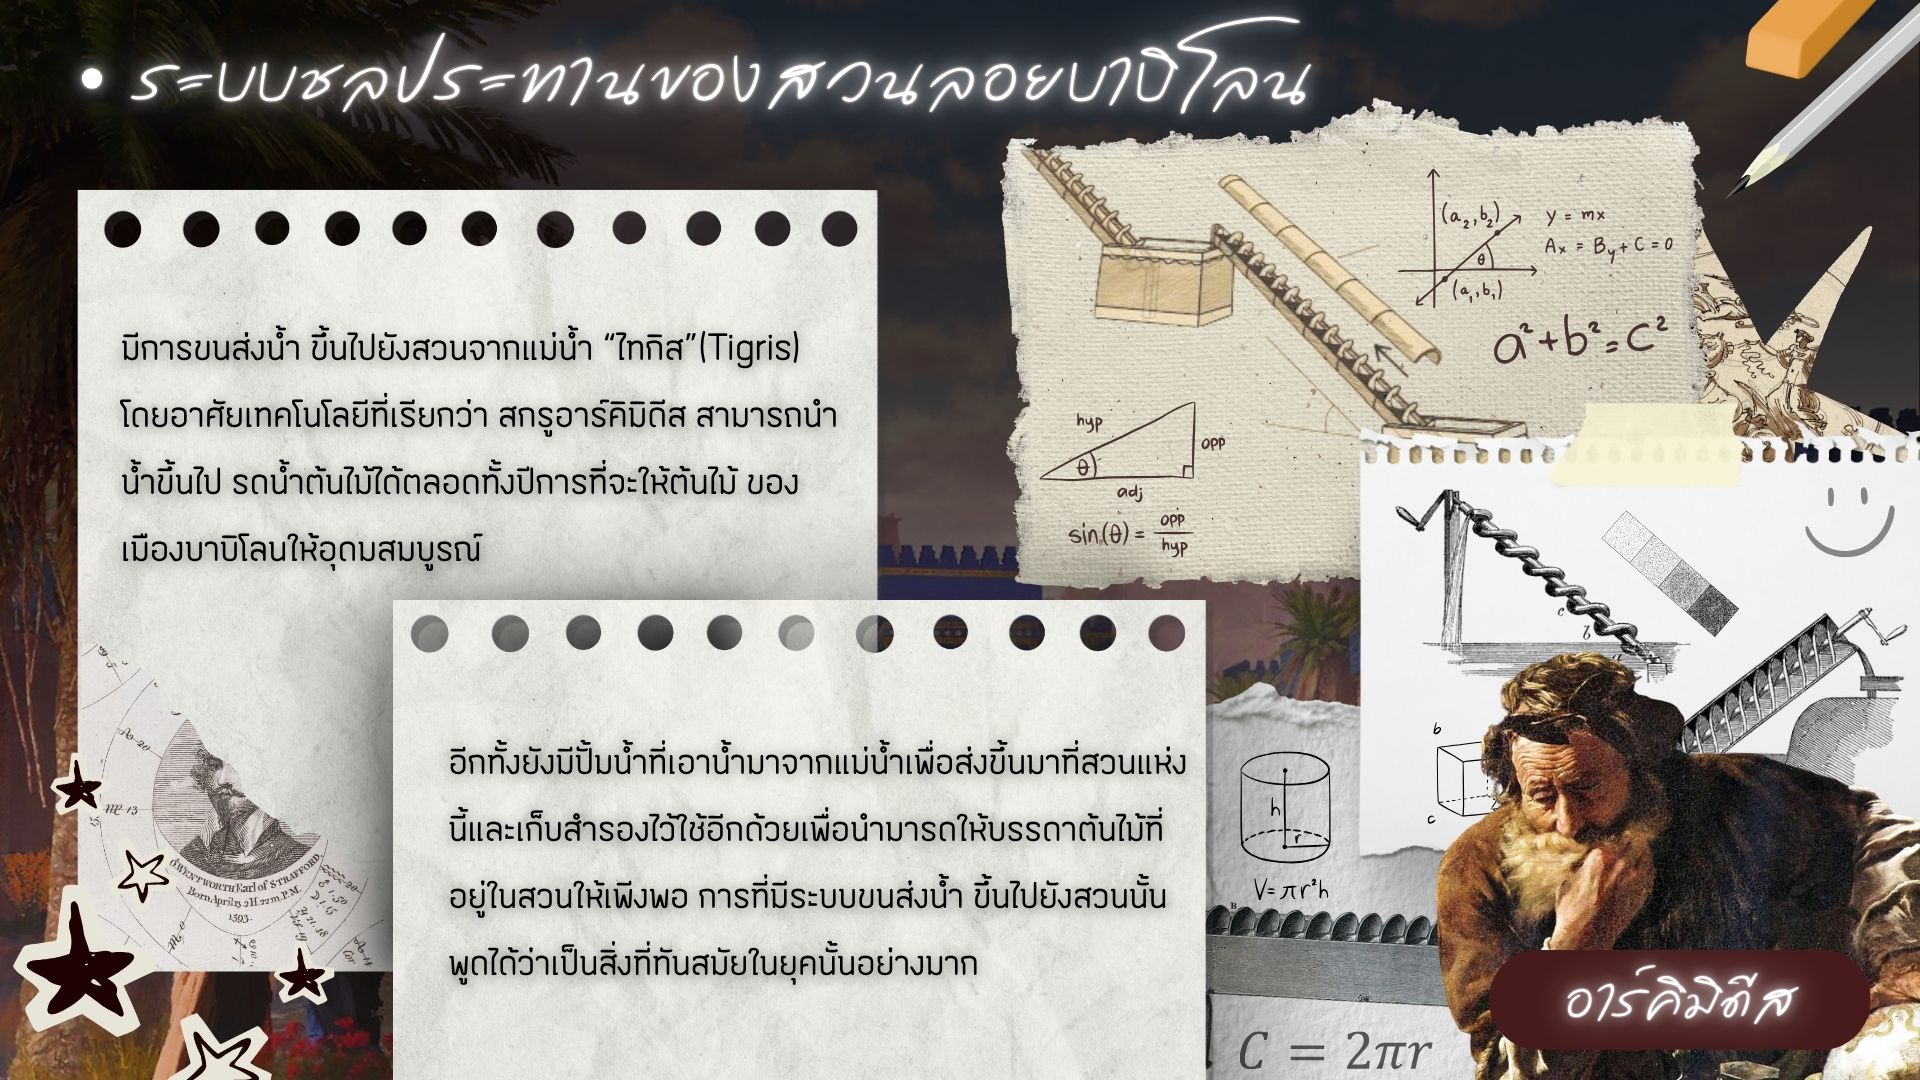 • ระบบชลประทานของสวนลอยบาบิโลน
มีการขนส่งน้ำ ขึ้นไปยังสวนจากแม่น้ำ “ไทกิส”(Tigris)
โดยอาศัยเทคโนโลยีที่เรียกว่า สกรูอาร์คิมิดีส สามารถนำ
น้ำขึ้นไป รดน้ำต้นไม้ได้ตลอดทั้งปีการที่จะให้ต้นไม้ ของ
เมืองบาบิโลนให้อุดมสมบูรณ์
อีกทั้งยังมีปั้มน้ำที่เอาน้ำมาจากแม่น้ำเพื่อส่งขึ้นมาที่สวนแห่ง
นี้และเก็บสำรองไว้ใช้อีกด้วยเพื่อนำมารดให้บรรดาต้นไม้ที่
อยู่ในสวนให้เพีงพอ การที่มีระบบขนส่งน้ำ ขึ้นไปยังสวนนั้น
พูดได้ว่าเป็นสิ่งที่ทันสมัยในยุคนั้นอย่างมาก
(a₂,b₂)
y = mx
Ax = By + C = 0
θ
(a₁,b₁)
a² + b² = c²
hyp
opp
θ
adj
sin(θ) = opp/hyp
c
b
b
c
h
r
V=πr²h
B
C = 2πr
WENTWORTH Earl of STRAFFORD
Born April 13. 2H. 22m. P.M.
1593.
อาร์คิมิดีส